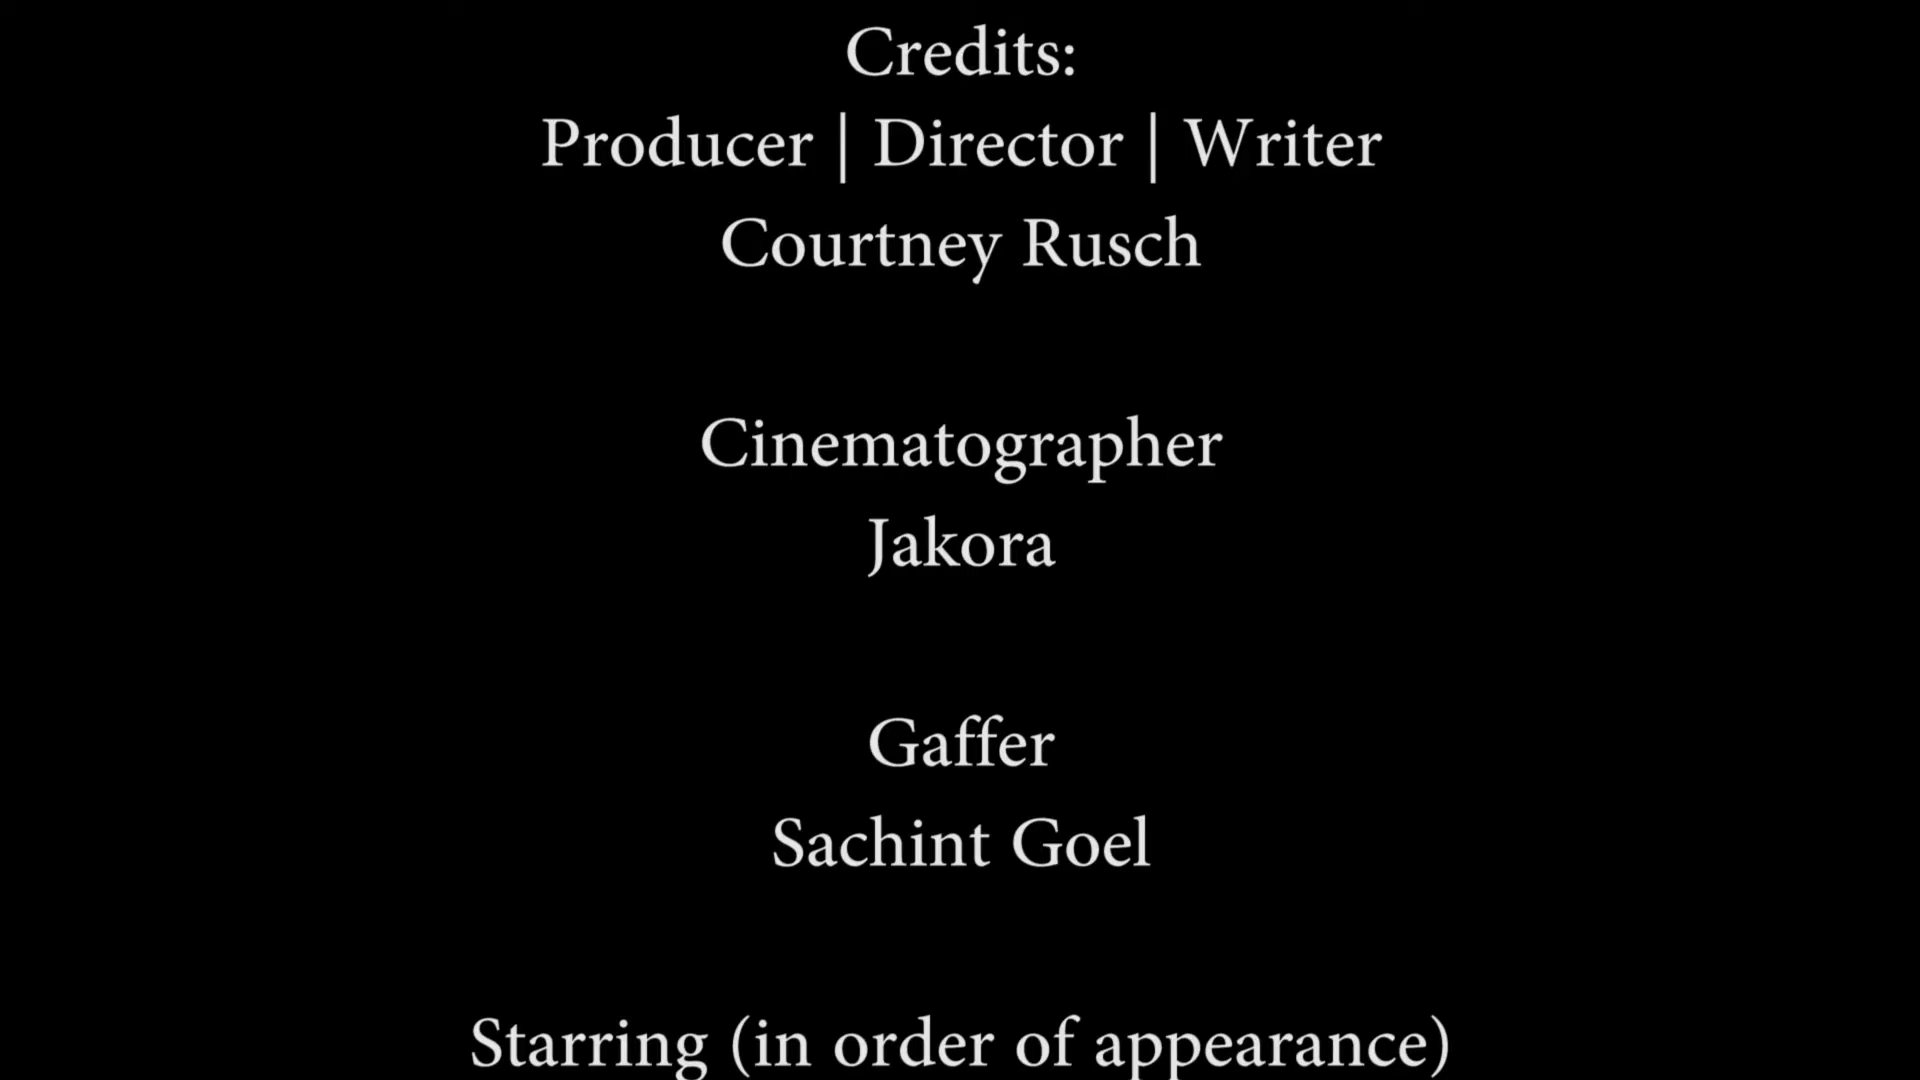 Credits:
Producer | Director | Writer
Courtney Rusch
Cinematographer
Jakora
Gaffer
Sachint Goel
Starring (in order of appearance)